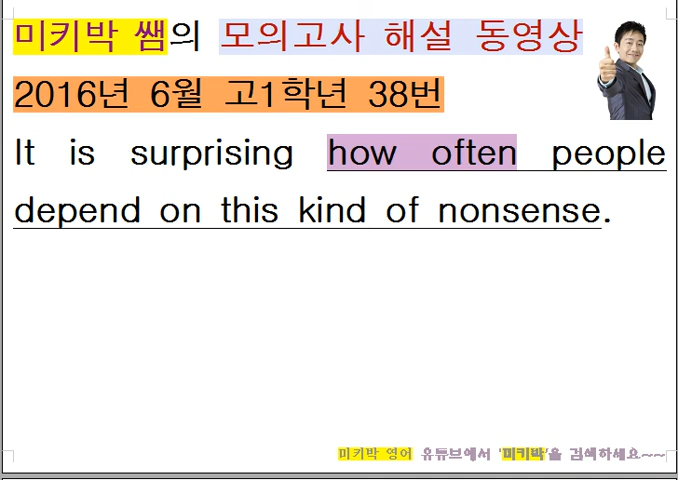 미키박 쌤의 모의고사 해설 동영상
2016년 6월 고1학년 38번
It is surprising how often people
depend on this kind of nonsense.
미키박 영어 유튜브에서 '미키박'을 검색하세요~~